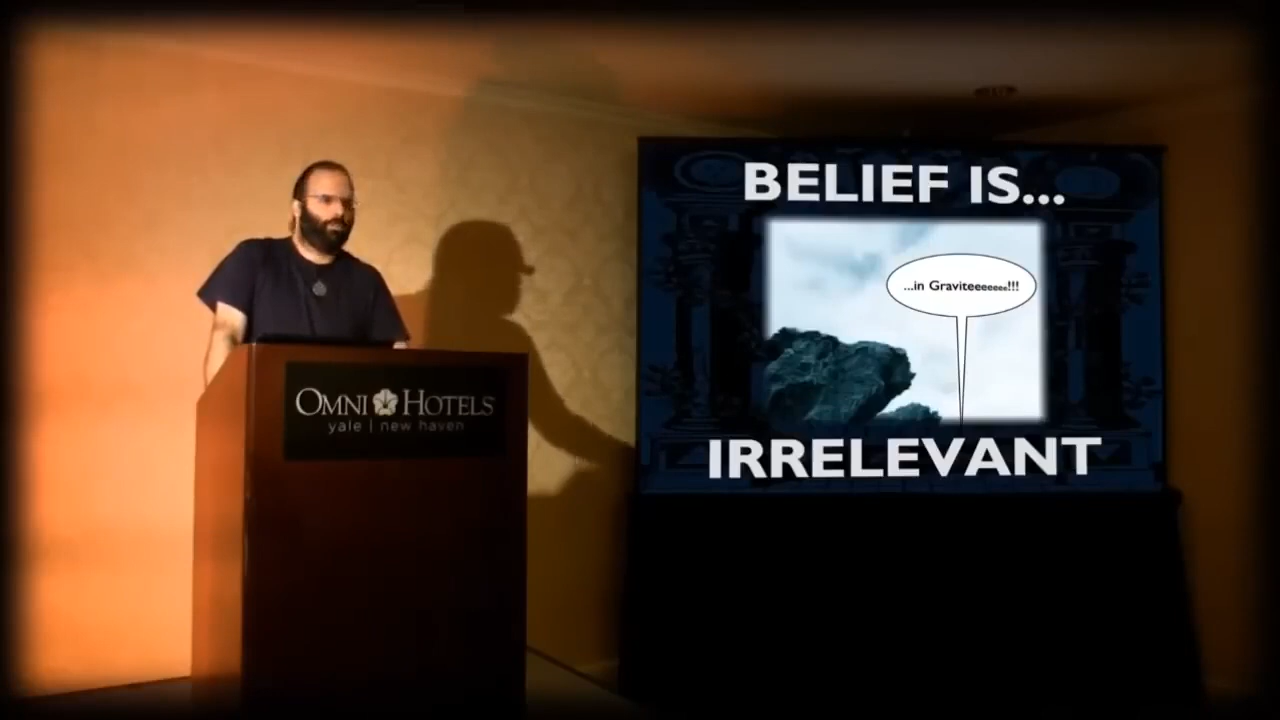 OMNI HOTELS
yale | new haven
BELIEF IS...
...in Graviteeeeeee!!!
IRRELEVANT